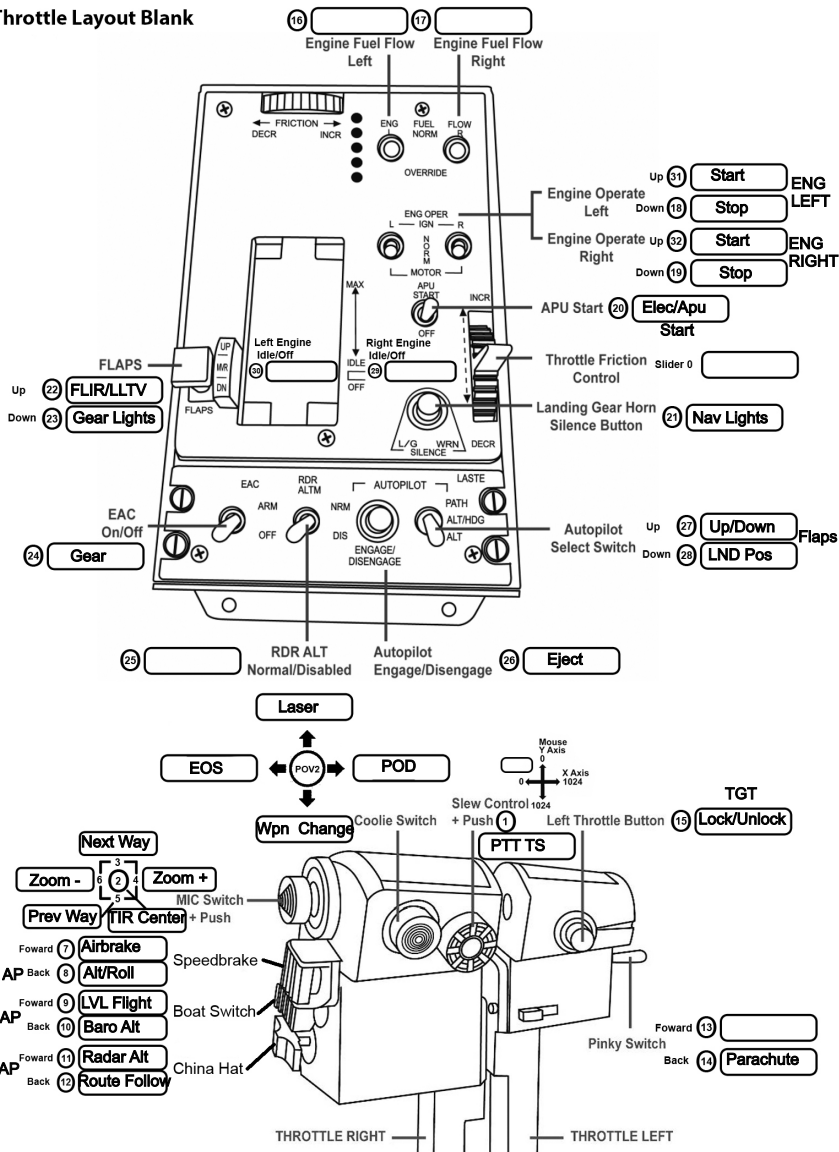 Throttle Layout Blank
16
17
Engine Fuel Flow
Left
Engine Fuel Flow
Right
FRICTION
DECR
INCR
ENG
L
FUEL
NORM
FLOW
R
OVERRIDE
Up 31 Start
Down 18 Stop
ENG
LEFT
Engine Operate
Left
Engine Operate
Right
Up 32 Start
Down 19 Stop
ENG
RIGHT
ENG OPER
L IGN R
NORM
MOTOR
MAX
APU
START
OFF
INCR
APU Start 20 Elec/Apu
Start
Left Engine
Idle/Off
30
Right Engine
Idle/Off
29
IDLE
OFF
UP
M/R
DN
FLAPS
FLAPS
Up 22 FLIR/LLTV
Down 23 Gear Lights
Throttle Friction
Control
Slider 0
Landing Gear Horn
Silence Button
21 Nav Lights
L/G WRN
SILENCE
DECR
EAC
RDR
ALTM
AUTOPILOT
LASTE
ARM
OFF
NRM
DIS
PATH
ALT/HDG
ALT
ENGAGE/
DISENGAGE
EAC
On/Off
24 Gear
Autopilot
Select Switch
Up 27 Up/Down
Down 28 LND Pos
Flaps
25
RDR ALT
Normal/Disabled
Autopilot
Engage/Disengage
26 Eject
Laser
EOS
POV2
POD
Wpn Change
Mouse
Y Axis
0
0
X Axis
1024
1024
Coolie Switch
Slew Control
+ Push 1
PTT TS
Left Throttle Button
TGT
15 Lock/Unlock
Next Way
Zoom -
3
6 2 4
5
Zoom +
Prev Way
TIR Center
MIC Switch
+ Push
Foward 7 Airbrake
AP Back 8 Alt/Roll
Speedbrake
Foward 9 LVL Flight
AP
Back 10 Baro Alt
Boat Switch
Foward 11 Radar Alt
AP
Back 12 Route Follow
China Hat
Pinky Switch
Foward 13
Back 14 Parachute
THROTTLE RIGHT
THROTTLE LEFT